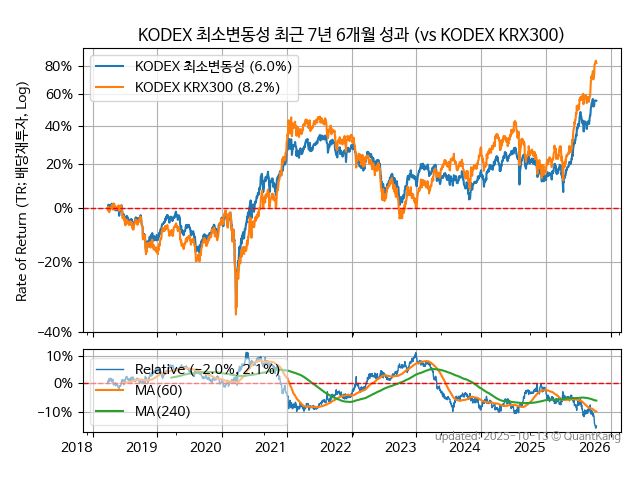 KODEX 최소변동성 최근 7년 6개월 성과 (vs KODEX KRX300)
Rate of Return (TR: 배당재투자, Log)
80%
60%
40%
20%
0%
−20%
−40%
KODEX 최소변동성 (6.0%)
KODEX KRX300 (8.2%)
10%
0%
−10%
Relative (−2.0%, 2.1%)
MA(60)
MA(240)
2018 2019 2020 2021 2022 2023 2024 2025 2026
updated: 2025-10-13 © QuantKang